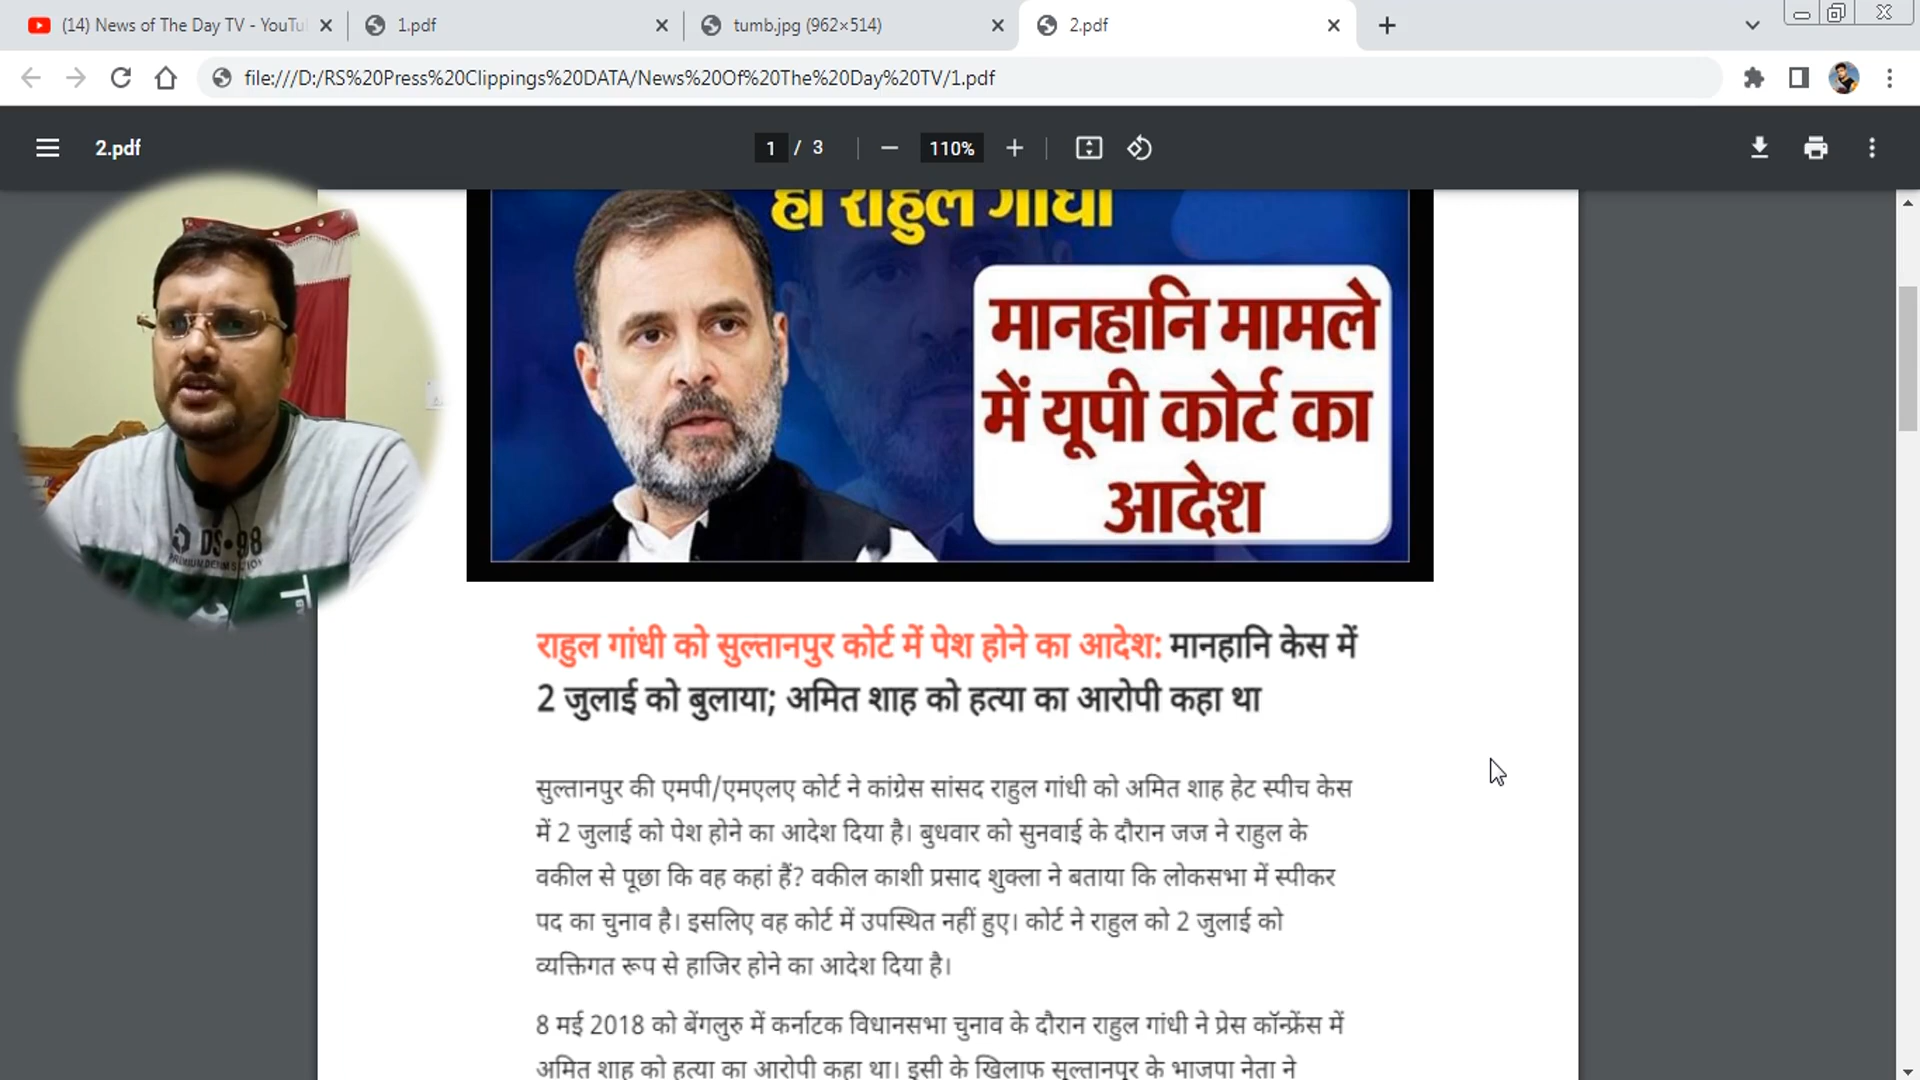 (14) News of The Day TV - YouTu
1.pdf
tumb.jpg (962×514)
2.pdf
file:///D:/RS%20Press%20Clippings%20DATA/News%20Of%20The%20Day%20TV/1.pdf
2.pdf
1 / 3
110%
हों राहुल गांधी
मानहानि मामले
में यूपी कोर्ट का
आदेश
DS•98
राहुल गांधी को सुल्तानपुर कोर्ट में पेश होने का आदेश: मानहानि केस में
2 जुलाई को बुलाया; अमित शाह को हत्या का आरोपी कहा था
सुल्तानपुर की एमपी/एमएलए कोर्ट ने कांग्रेस सांसद राहुल गांधी को अमित शाह हेट स्पीच केस
में 2 जुलाई को पेश होने का आदेश दिया है। बुधवार को सुनवाई के दौरान जज ने राहुल के
वकील से पूछा कि वह कहां हैं? वकील काशी प्रसाद शुक्ला ने बताया कि लोकसभा में स्पीकर
पद का चुनाव है। इसलिए वह कोर्ट में उपस्थित नहीं हुए। कोर्ट ने राहुल को 2 जुलाई को
व्यक्तिगत रूप से हाजिर होने का आदेश दिया है।
8 मई 2018 को बेंगलुरु में कर्नाटक विधानसभा चुनाव के दौरान राहुल गांधी ने प्रेस कॉन्फ्रेंस में
अमित शाह को हत्या का आरोपी कहा था। इसी के खिलाफ सुल्तानपुर के भाजपा नेता ने